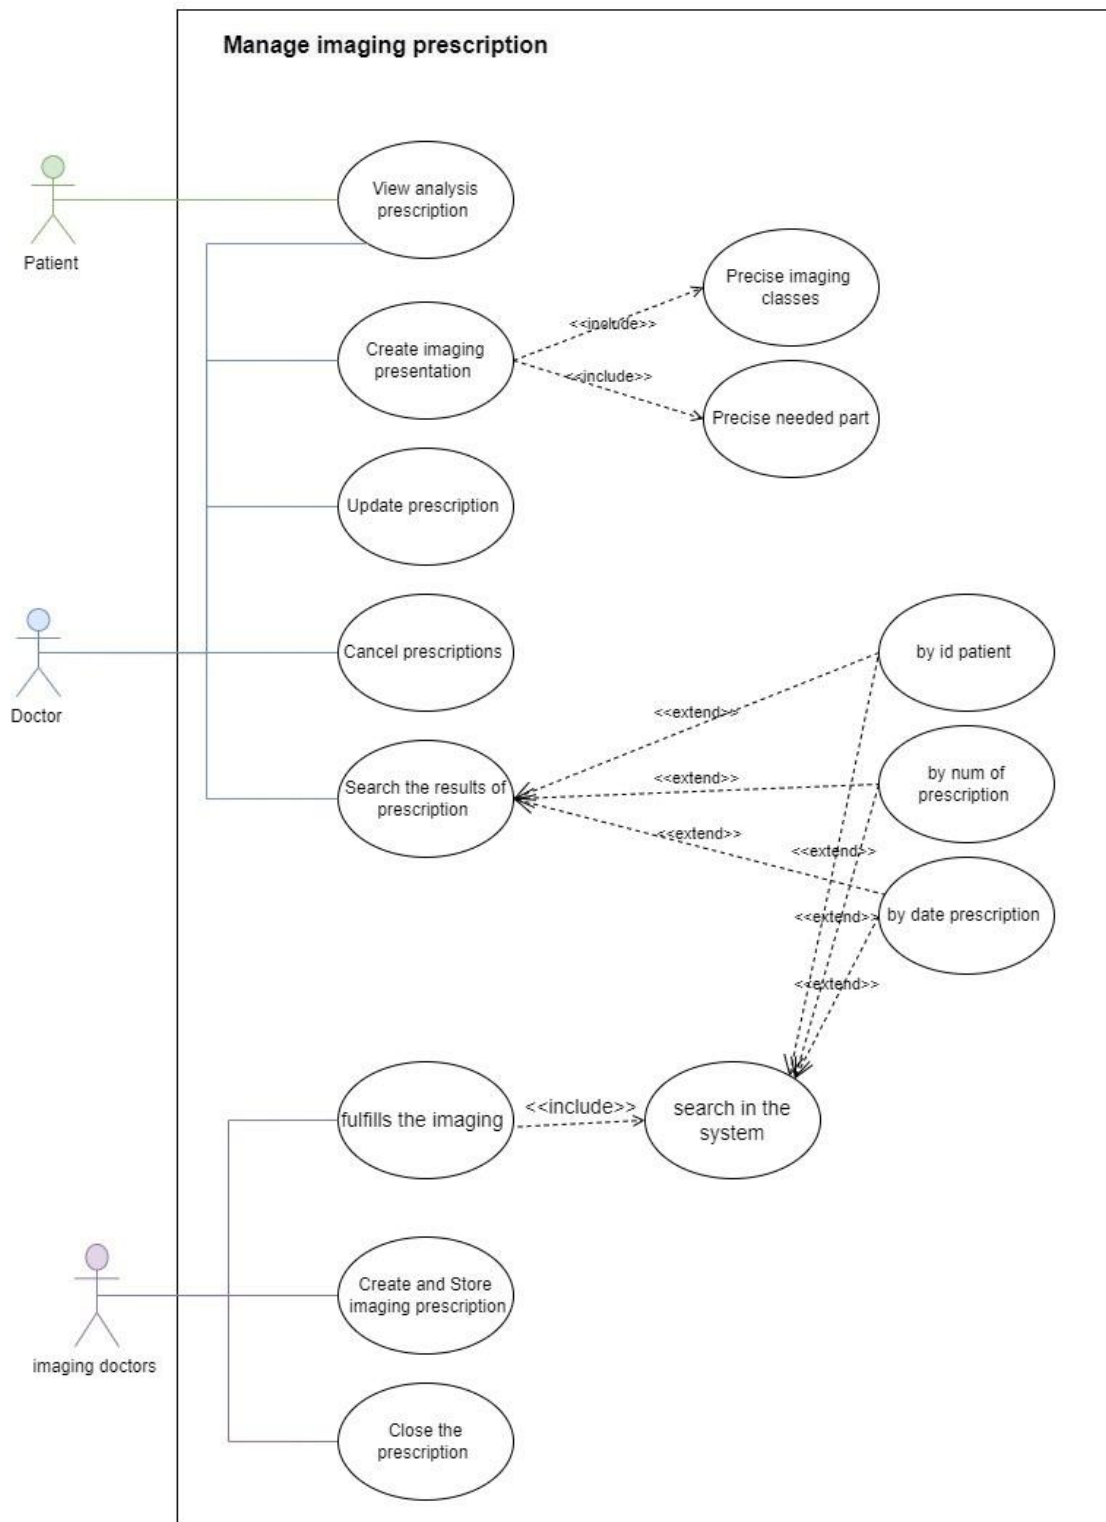 Manage imaging prescription
View analysis
prescription
Patient
Precise imaging
classes
<<include>>
Create imaging
presentation
<<include>>
Precise needed part
Update prescription
Cancel prescriptions
by id patient
Doctor
<<extend>>
Search the results of
prescription
<<extend>>
by num of
prescription
<<extend>>
<<extend>>
<<extend>>
by date prescription
<<extend>>
fulfills the imaging
<<include>>
search in the
system
Create and Store
imaging prescription
imaging doctors
Close the
prescription